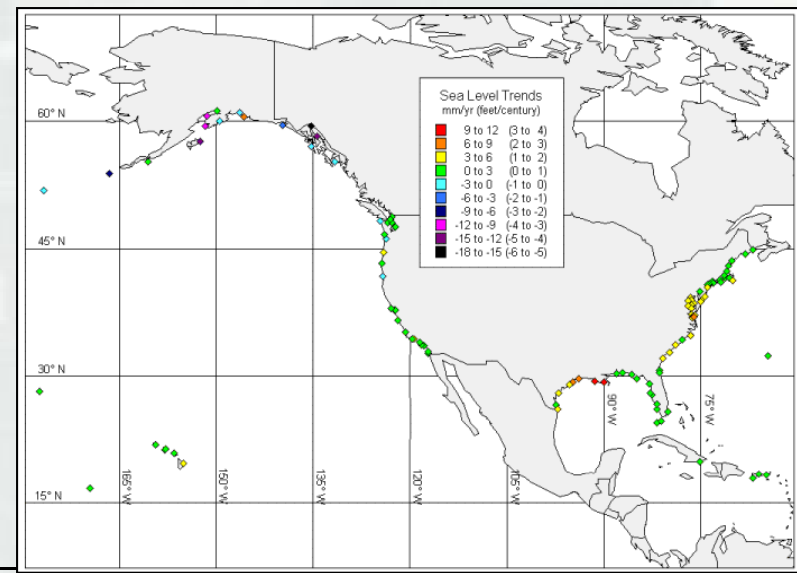 Sea Level Trends
mm/yr (feet/century)
9 to 12 (3 to 4)
6 to 9 (2 to 3)
3 to 6 (1 to 2)
0 to 3 (0 to 1)
-3 to 0 (-1 to 0)
-6 to -3 (-2 to -1)
-9 to -6 (-3 to -2)
-12 to -9 (-4 to -3)
-15 to -12 (-5 to -4)
-18 to -15 (-6 to -5)
60° N
45° N
30° N
15° N
165° W
150° W
135° W
120° W
105° W
90° W
75° W